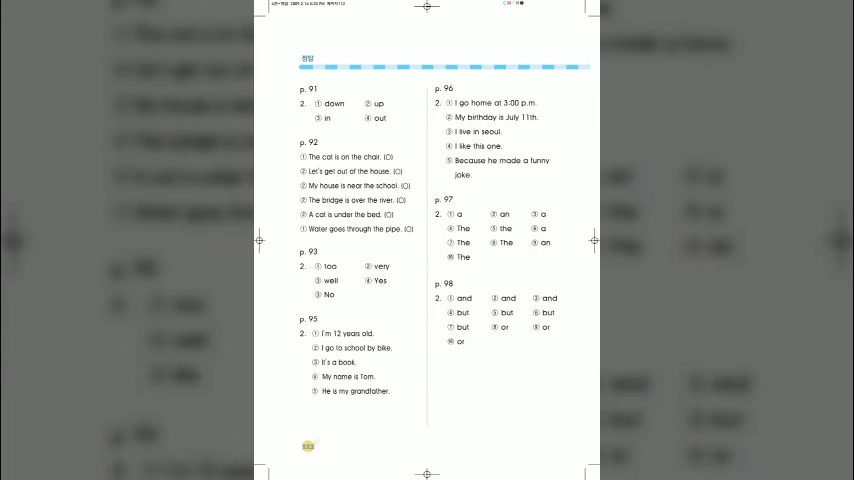 정답
p. 91
2. ① down ② up
③ in ④ out
p. 92
① The cat is on the chair. (O)
② Let's get out of the house. (O)
② My house is near the school. (O)
② The bridge is over the river. (O)
② A cat is under the bed. (O)
① Water goes through the pipe. (O)
p. 93
2. ① too ② very
③ well ④ Yes
⑤ No
p. 95
2. ① I'm 12 years old.
② I go to school by bike.
③ It's a book.
④ My name is Tom.
⑤ He is my grandfather.
p. 96
2. ① I go home at 3:00 p.m.
② My birthday is July 11th.
③ I live in seoul.
④ I like this one.
⑤ Because he made a funny
joke.
p. 97
2. ① a ② an ③ a
④ The ⑤ the ⑥ a
⑦ The ⑧ The ⑨ an
⑩ The
p. 98
2. ① and ② and ③ and
④ but ⑤ but ⑥ but
⑦ but ⑧ or ⑨ or
⑩ or